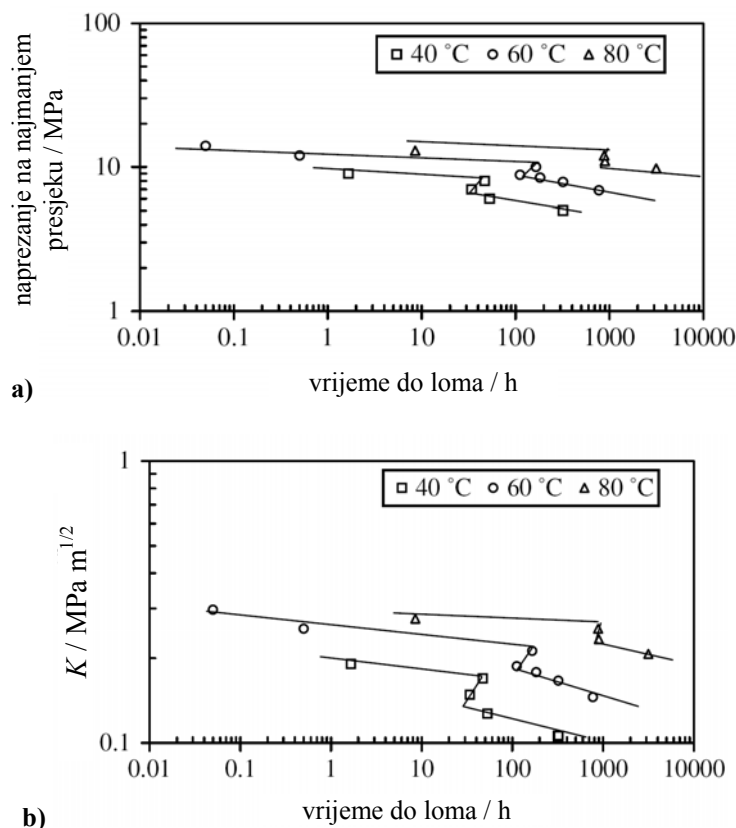 100
10
1
naprezanje na najmanjem
presjeku / MPa
40 °C 60 °C 80 °C
0.01 0.1 1 10 100 1000 10000
vrijeme do loma / h
a)
1
0.1
K / MPa m1/2
40 °C 60 °C 80 °C
0.01 0.1 1 10 100 1000 10000
vrijeme do loma / h
b)